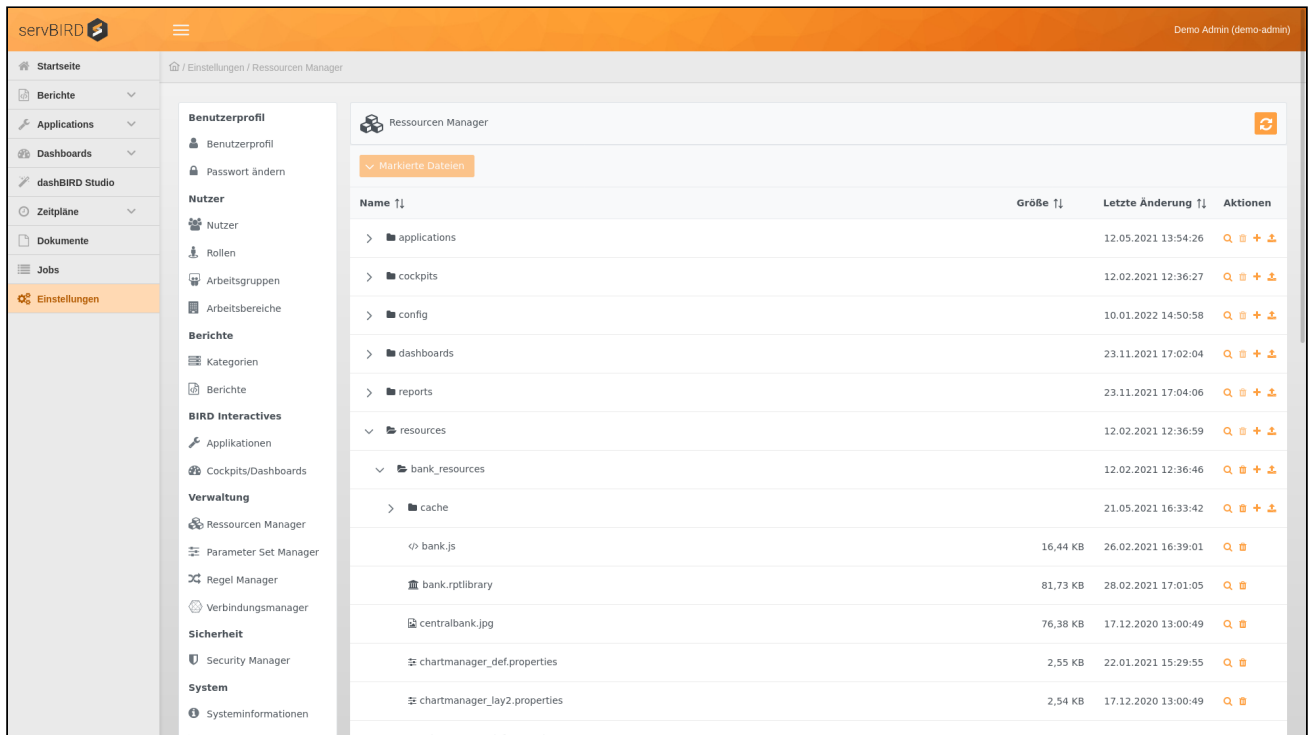 servBIRD
Demo Admin (demo-admin)
Startseite
Berichte
Applications
Dashboards
dashBIRD Studio
Zeitpläne
Dokumente
Jobs
Einstellungen
/ Einstellungen / Ressourcen Manager
Benutzerprofil
Benutzerprofil
Passwort ändern
Nutzer
Nutzer
Rollen
Arbeitsgruppen
Arbeitsbereiche
Berichte
Kategorien
Berichte
BIRD Interactives
Applikationen
Cockpits/Dashboards
Verwaltung
Ressourcen Manager
Parameter Set Manager
Regel Manager
Verbindungsmanager
Sicherheit
Security Manager
System
Systeminformationen
Ressourcen Manager
Markierte Dateien
Name Größe Letzte Änderung Aktionen
applications 12.05.2021 13:54:26
cockpits 12.02.2021 12:36:27
config 10.01.2022 14:50:58
dashboards 23.11.2021 17:02:04
reports 23.11.2021 17:04:06
resources 12.02.2021 12:36:59
bank_resources 12.02.2021 12:36:46
cache 21.05.2021 16:33:42
bank.js 16,44 KB 26.02.2021 16:39:01
bank.rptlibrary 81,73 KB 28.02.2021 17:01:05
centralbank.jpg 76,38 KB 17.12.2020 13:00:49
chartmanager_def.properties 2,55 KB 22.01.2021 15:29:55
chartmanager_lay2.properties 2,54 KB 17.12.2020 13:00:49